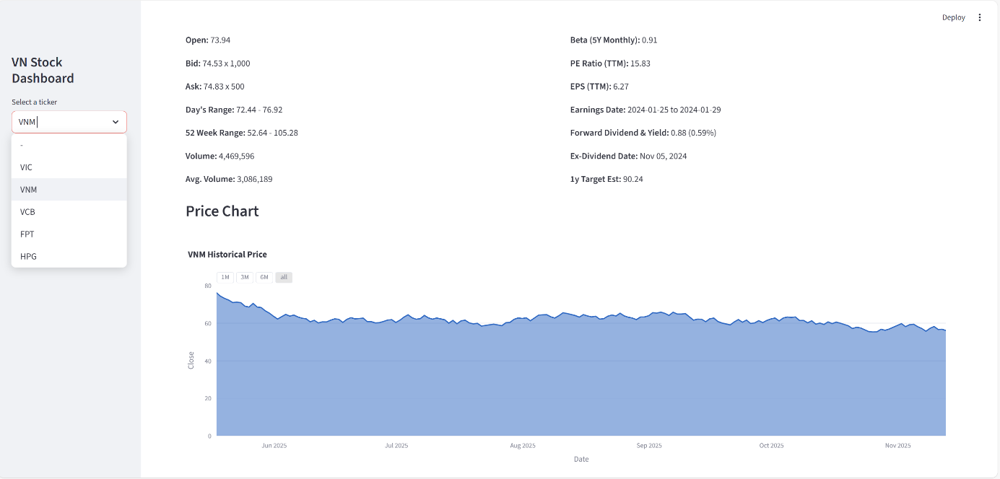 Deploy
VN Stock
Dashboard
Select a ticker
VNM
-
VIC
VNM
VCB
FPT
HPG
Open: 73.94
Bid: 74.53 x 1,000
Ask: 74.83 x 500
Day's Range: 72.44 - 76.92
52 Week Range: 52.64 - 105.28
Volume: 4,469,596
Avg. Volume: 3,086,189
Beta (5Y Monthly): 0.91
PE Ratio (TTM): 15.83
EPS (TTM): 6.27
Earnings Date: 2024-01-25 to 2024-01-29
Forward Dividend & Yield: 0.88 (0.59%)
Ex-Dividend Date: Nov 05, 2024
1y Target Est: 90.24
Price Chart
VNM Historical Price
1M 3M 6M all
80
60
40
20
0
Close
Jun 2025 Jul 2025 Aug 2025 Sep 2025 Oct 2025 Nov 2025
Date